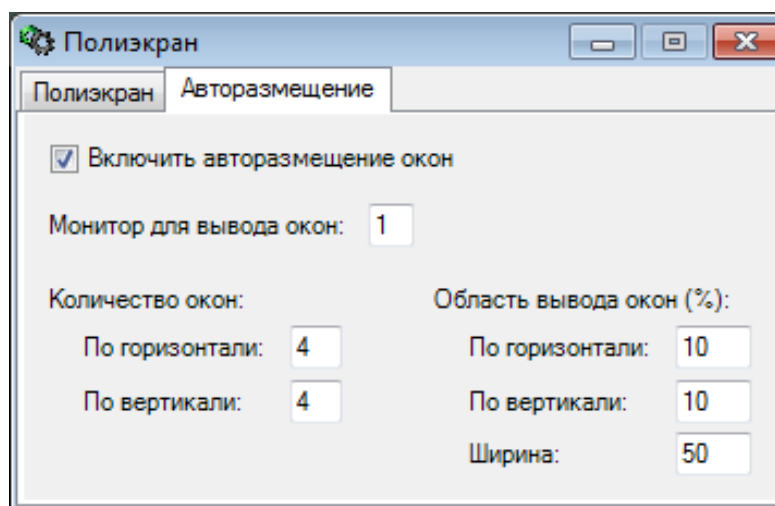 Полиэкран
Полиэкран Авторазмещение
Включить авторазмещение окон
Монитор для вывода окон: 1
Количество окон: Область вывода окон (%):
По горизонтали: 4 По горизонтали: 10
По вертикали: 4 По вертикали: 10
Ширина: 50